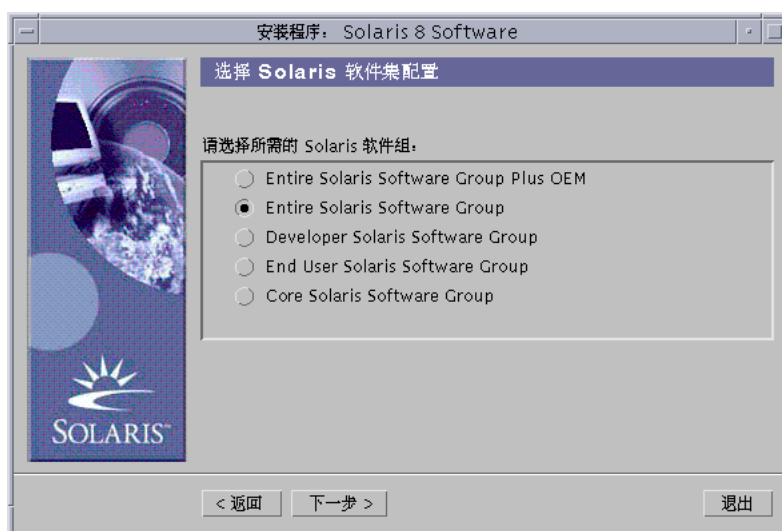 安装程序： Solaris 8 Software
选择 Solaris 软件集配置
请选择所需的 Solaris 软件组：
Entire Solaris Software Group Plus OEM
Entire Solaris Software Group
Developer Solaris Software Group
End User Solaris Software Group
Core Solaris Software Group
SOLARIS™
< 返回
下一步 >
退出